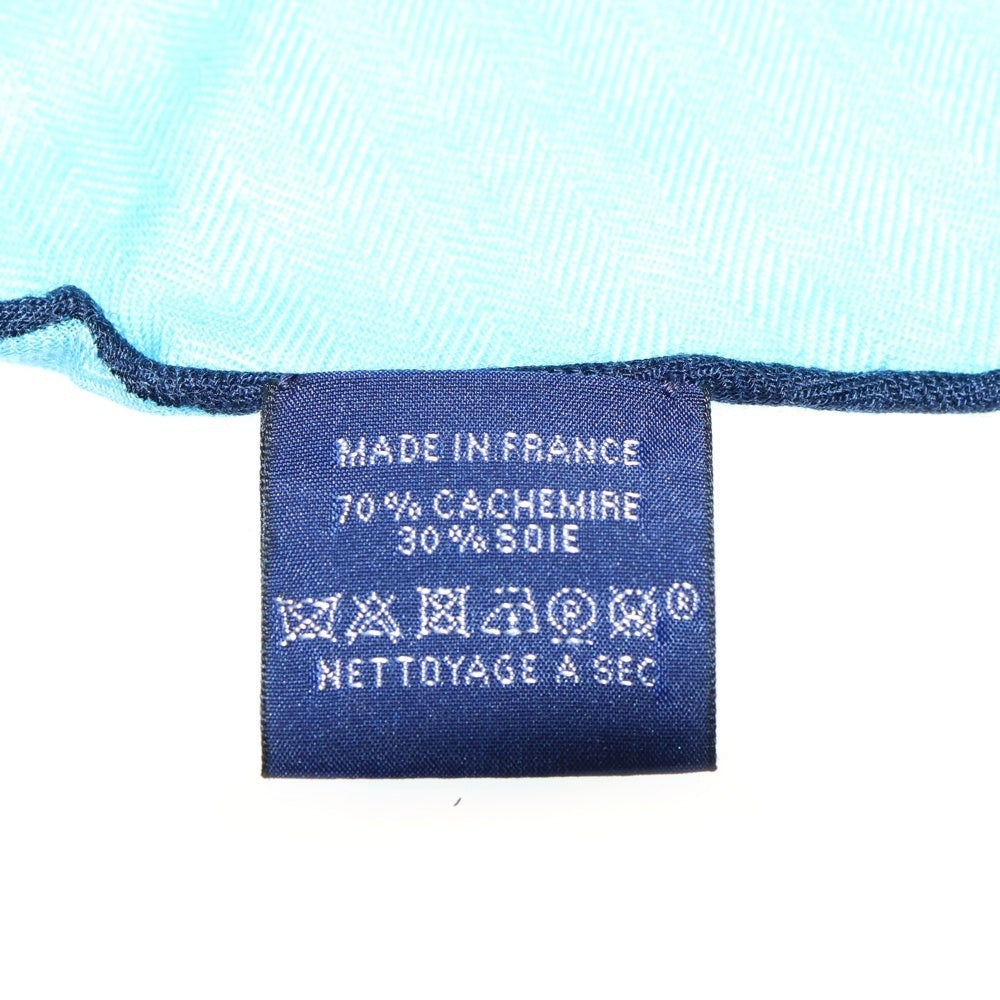 MADE IN FRANCE
70 % CACHEMIRE
30 % SOIE
P W ®
NETTOYAGE A SEC